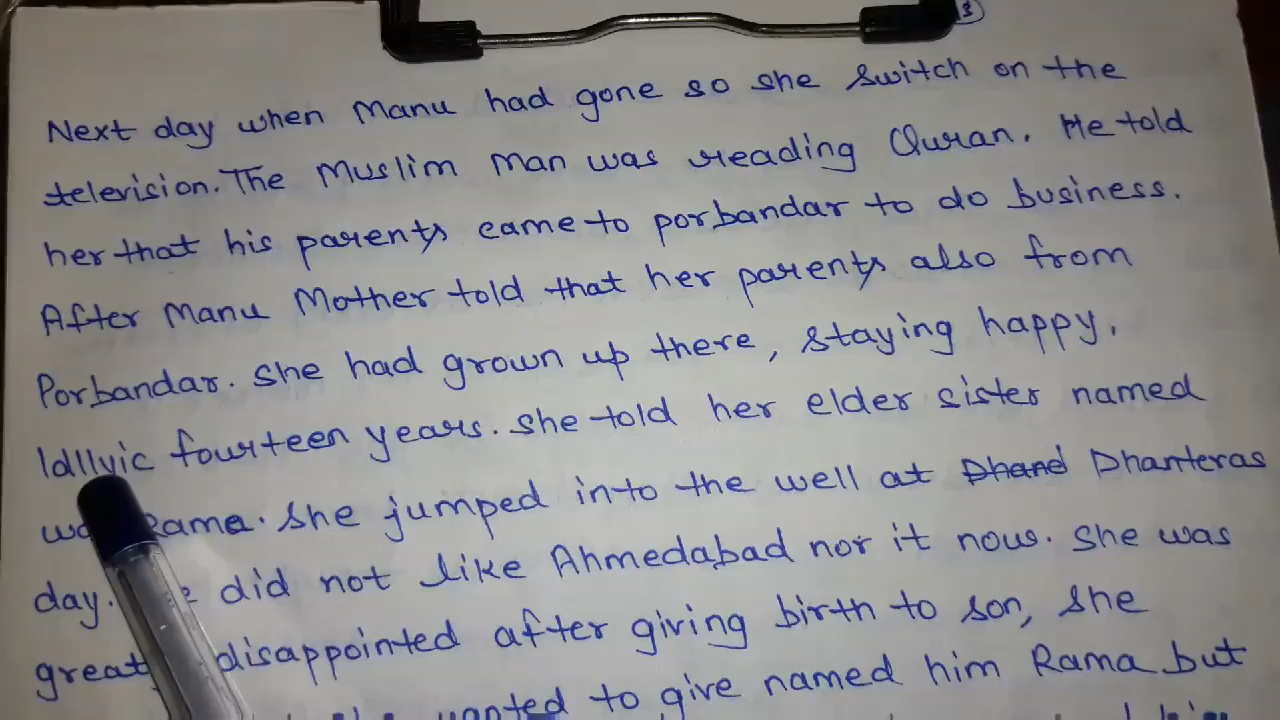 3
Next day when Manu had gone so she switch on the
television. The Muslim man was reading Quran. He told
her that his parents came to porbandar to do business.
After Manu Mother told that her parents also from
Porbandar. she had grown up there, staying happy,
Idllyic fourteen years. She told her elder sister named
Rama. She jumped into the well at Dhand Dhanteras
day. did not like Ahmedabad nor it now. She was
great disappointed after giving birth to son, she
wanted to give named him Rama but